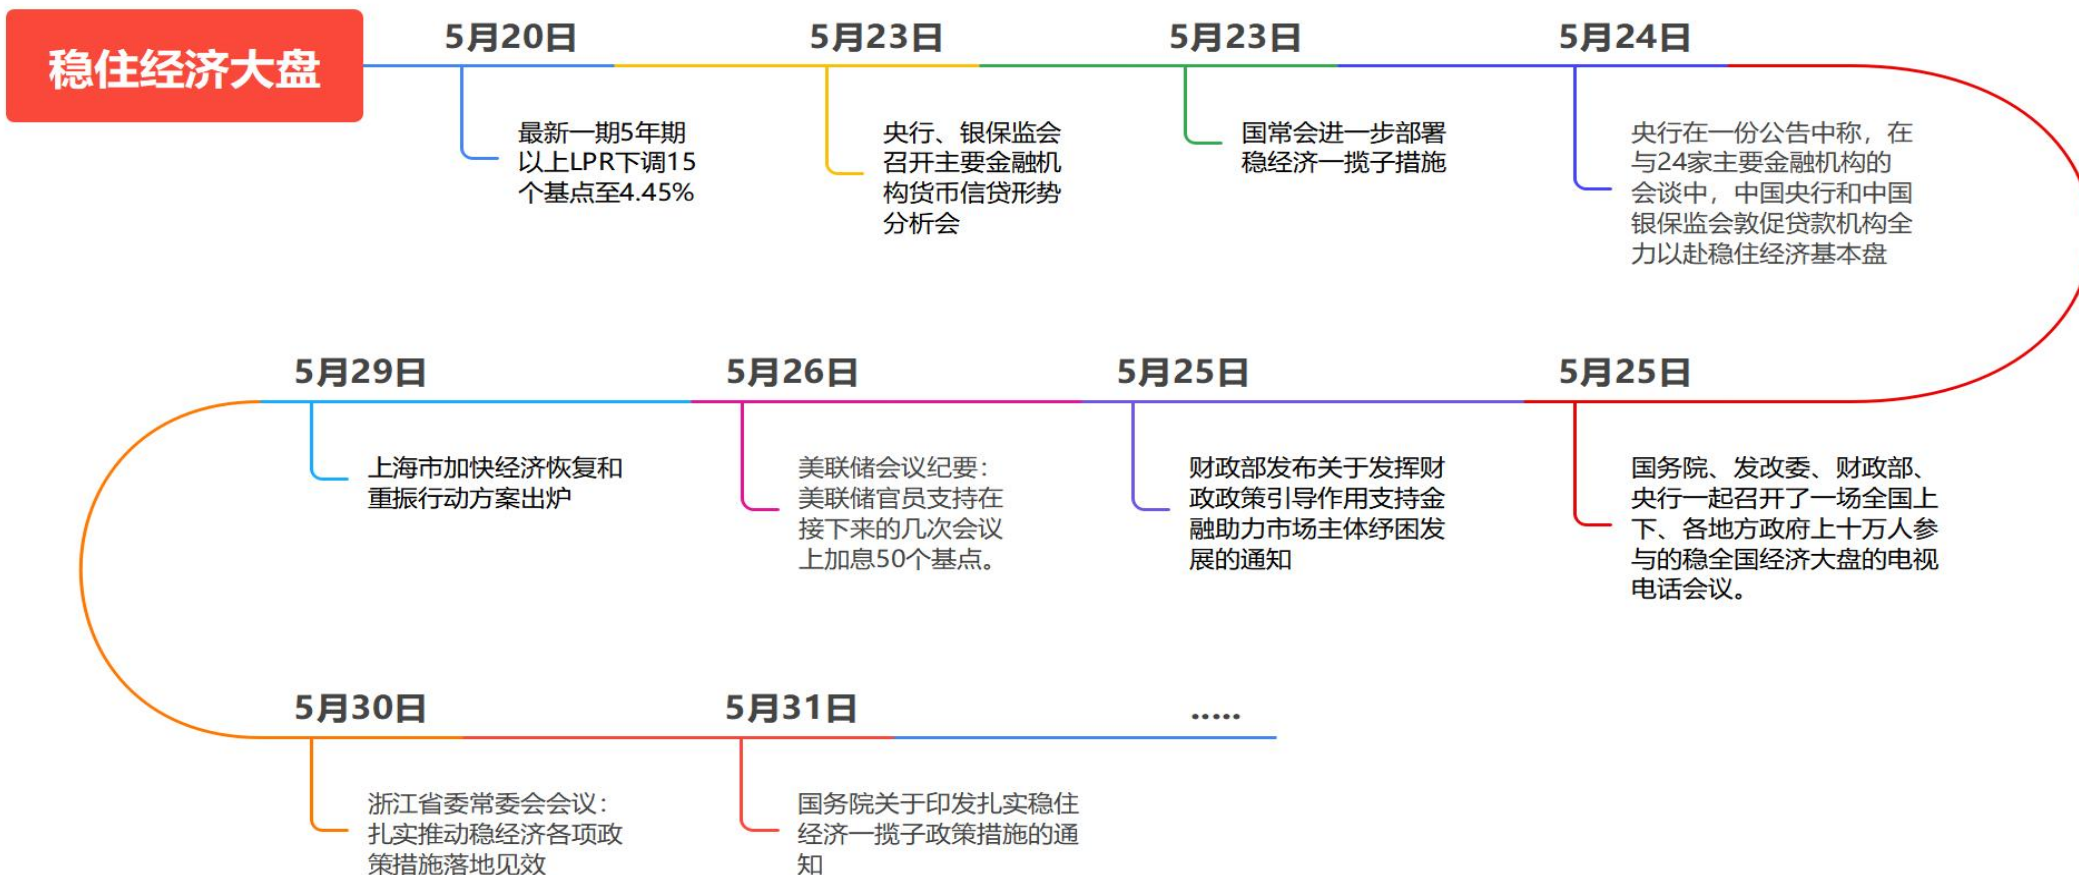 稳住经济大盘
5月20日
最新一期5年期
以上LPR下调15
个基点至4.45%
5月23日
央行、银保监会
召开主要金融机
构货币信贷形势
分析会
5月23日
国常会进一步部署
稳经济一揽子措施
5月24日
央行在一份公告中称，在
与24家主要金融机构的
会谈中，中国央行和中国
银保监会敦促贷款机构全
力以赴稳住经济基本盘
5月25日
国务院、发改委、财政部、
央行一起召开了一场全国上
下、各地方政府上十万人参
与的稳全国经济大盘的电视
电话会议。
5月25日
财政部发布关于发挥财
政政策引导作用支持金
融助力市场主体纾困发
展的通知
5月26日
美联储会议纪要：
美联储官员支持在
接下来的几次会议
上加息50个基点。
5月29日
上海市加快经济恢复和
重振行动方案出炉
5月30日
浙江省委常委会会议：
扎实推动稳经济各项政
策措施落地见效
5月31日
国务院关于印发扎实稳住
经济一揽子政策措施的通
知
.....